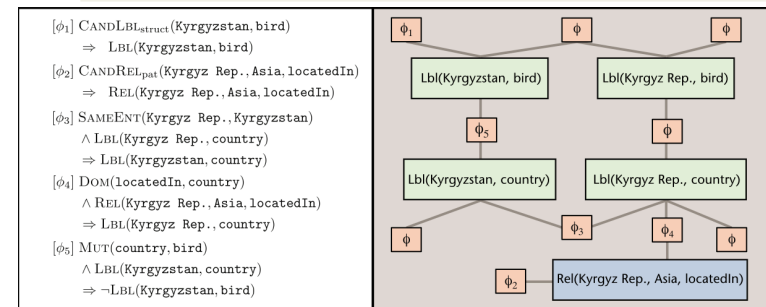 [ϕ₁] CANDLBL_struct(Kyrgyzstan, bird)
⇒ LBL(Kyrgyzstan, bird)
[ϕ₂] CANDREL_pat(Kyrgyz Rep., Asia, locatedIn)
⇒ REL(Kyrgyz Rep., Asia, locatedIn)
[ϕ₃] SAMEENT(Kyrgyz Rep., Kyrgyzstan)
∧ LBL(Kyrgyz Rep., country)
⇒ LBL(Kyrgyzstan, country)
[ϕ₄] DOM(locatedIn, country)
∧ REL(Kyrgyz Rep., Asia, locatedIn)
⇒ LBL(Kyrgyz Rep., country)
[ϕ₅] MUT(country, bird)
∧ LBL(Kyrgyzstan, country)
⇒ ¬LBL(Kyrgyzstan, bird)
ϕ₁ ϕ ϕ
Lbl(Kyrgyzstan, bird) Lbl(Kyrgyz Rep., bird)
ϕ₅ ϕ
Lbl(Kyrgyzstan, country) Lbl(Kyrgyz Rep., country)
ϕ ϕ₃ ϕ₄ ϕ
ϕ₂ Rel(Kyrgyz Rep., Asia, locatedIn)